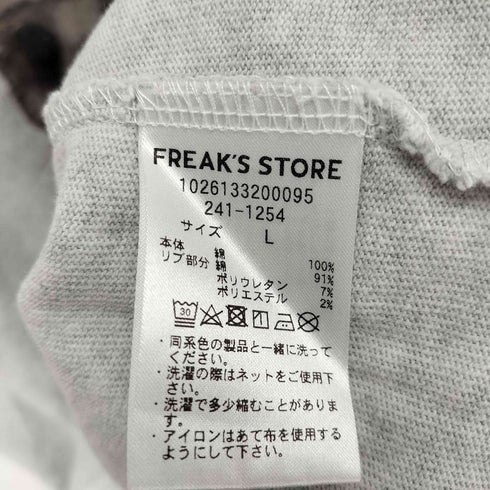 FREAK'S STORE
1026133200095
241-1254
サイズ L
本体 綿 100%
リブ部分 綿 91%
ポリウレタン 7%
ポリエステル 2%
30
・同系色の製品と一緒に洗って
ください。
・洗濯の際はネットをご使用下
さい。
・洗濯で多少縮むことがありま
す。
・アイロンはあて布を使用する
ようにして下さい。